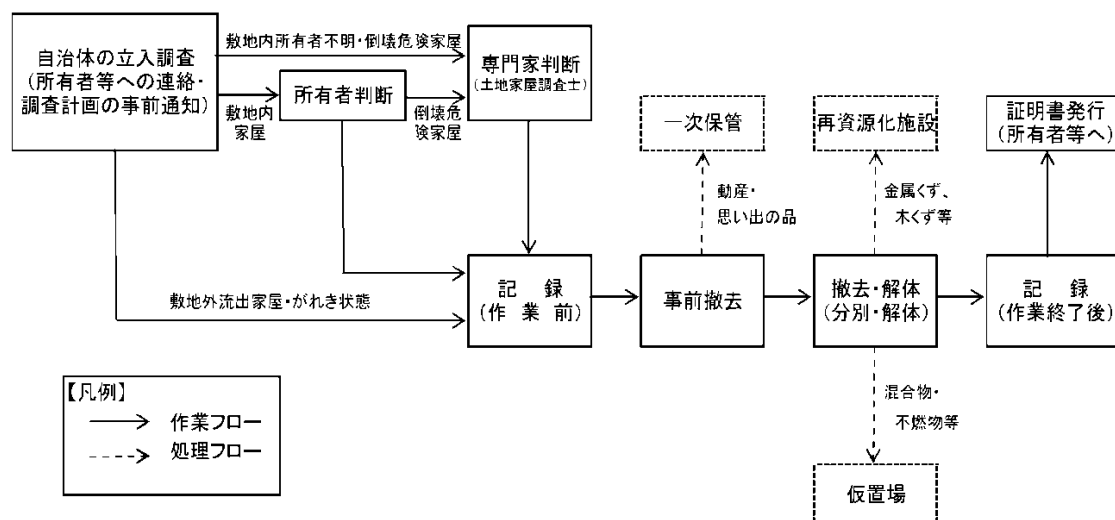 自治体の立入調査
(所有者等への連絡・
調査計画の事前通知)
敷地内所有者不明・倒壊危険家屋
敷地内
家屋
所有者判断
倒壊危
険家屋
専門家判断
(土地家屋調査士)
一次保管
再資源化施設
証明書発行
(所有者等へ)
動産・
思い出の品
金属くず、
木くず等
敷地外流出家屋・がれき状態
記 録
(作 業 前)
事前撤去
撤去・解体
(分別・解体)
記 録
(作業終了後)
混合物・
不燃物等
仮置場
【凡例】
作業フロー
処理フロー